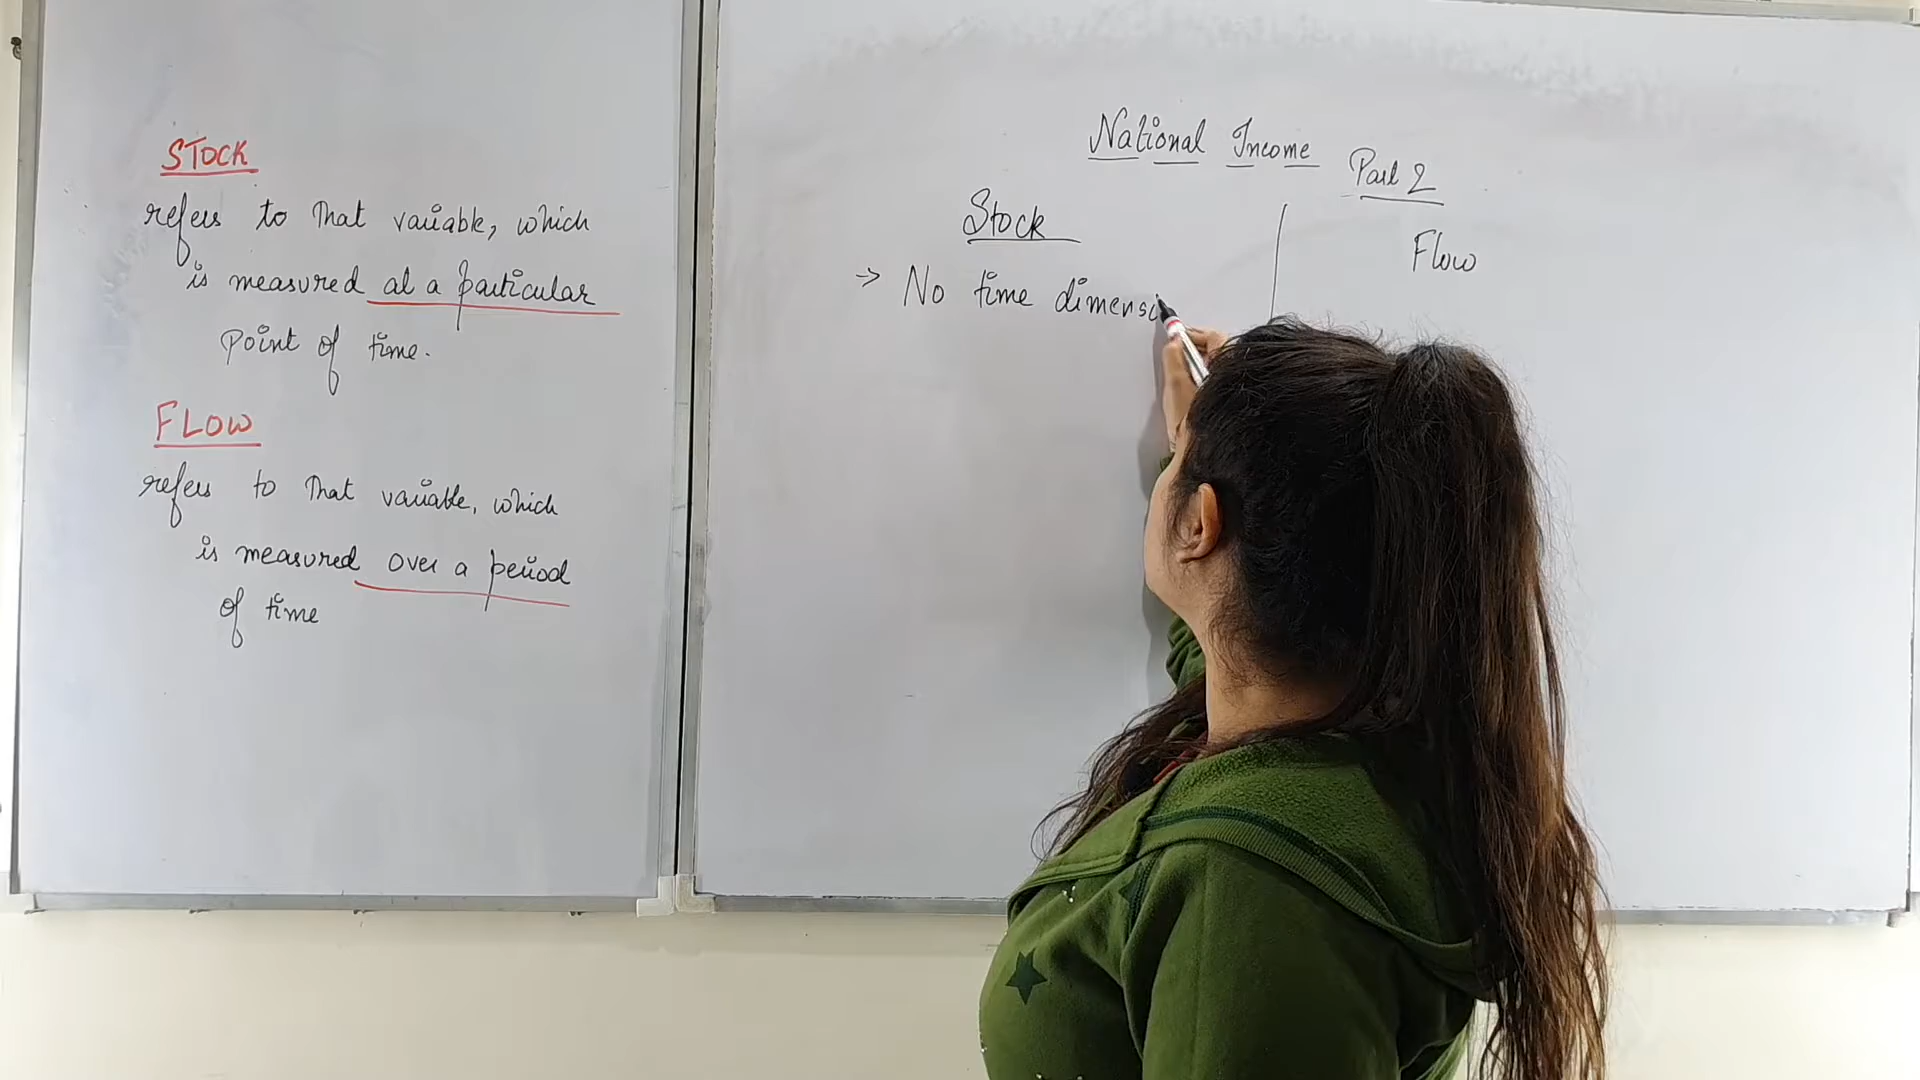 STOCK
refers to that variable, which
is measured at a particular
point of time.
FLOW
refers to that variable, which
is measured over a period
of time
National Income
Part 2
Stock
Flow
→ No time dimensi